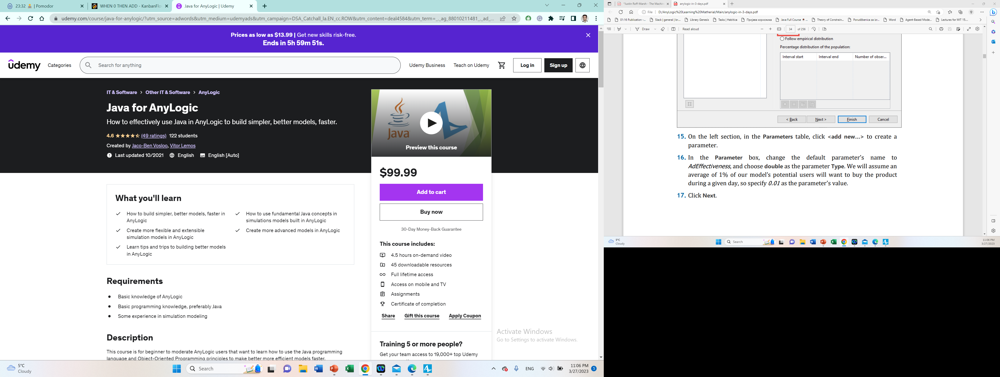 23:32 | Pomodor
WHEN 0 THEN ADD - KanbanFlo
Java for AnyLogic | Udemy
udemy.com/course/java-for-anylogic/?utm_source=adwords&utm_medium=udemyads&utm_campaign=DSA_Catchall_la.EN_cc.ROW&utm_content=deal4584&utm_term=_._ag_88010211481_._ad_...
Prices as low as $13.99 | Get new skills risk-free.
Ends in 5h 59m 51s.
ûdemy
Categories
Search for anything
Udemy Business
Teach on Udemy
Log in
Sign up
IT & Software > Other IT & Software > AnyLogic
Java for AnyLogic
How to effectively use Java in AnyLogic to build simpler, better models, faster.
4.6 (49 ratings) 122 students
Created by Jaco-Ben Vosloo, Vitor Lemos
Last updated 10/2021 English English [Auto]
Java
Preview this course
$99.99
Add to cart
Buy now
30-Day Money-Back Guarantee
This course includes:
4.5 hours on-demand video
45 downloadable resources
Full lifetime access
Access on mobile and TV
Assignments
Certificate of completion
Share Gift this course Apply Coupon
Training 5 or more people?
Get your team access to 19,000+ top Udemy
What you'll learn
How to build simpler, better models, faster in
AnyLogic
Create more flexible and extensible
simulation models in AnyLogic
Learn tips and trips to building better models
in AnyLogic
How to use fundamental Java concepts in
simulations models built in AnyLogic
Create more advanced models in AnyLogic
Requirements
Basic knowledge of AnyLogic
Basic programming knowledge, preferably Java
Some experience in simulation modeling
Description
This course is for beginner to moderate AnyLogic users that want to learn how to use the Java programming
language and Object-Oriented Programming principles to make better more efficient models faster.
Activate Windows
Go to Settings to activate Windows.
5°C
Cloudy
Search
ENG
11:06 PM
3/27/2023
5
"Justin Roff-Marsh - The Machin
anylogic-in-3-days.pdf
File | D:/AnyLogic%20Learning%20Matherial/Main/anylogic-in-3-days.pdf
01:16 Publication -...
Slack | general | br...
Library Genesis
Tasks | Habitica
Пријава корисника
Java Full Course
Theory of Constrain...
Porudžbenica za izr...
Word
Agent-Based Mode...
Lectures for MIT 15....
Draw
Read aloud
34 of 256
Follow empirical distribution
Percentage distribution of the population:
Interval start Interval end Number of obser...
< Back Next > Finish Cancel
15. On the left section, in the Parameters table, click <add new...> to create a
parameter.
16. In the Parameter box, change the default parameter's name to
AdEffectiveness, and choose double as the parameter Type. We will assume an
average of 1% of our model's potential users will want to buy the product
during a given day, so specify 0.01 as the parameter's value.
17. Click Next.
5°C
Cloudy
Search
11:06 PM
3/27/2023